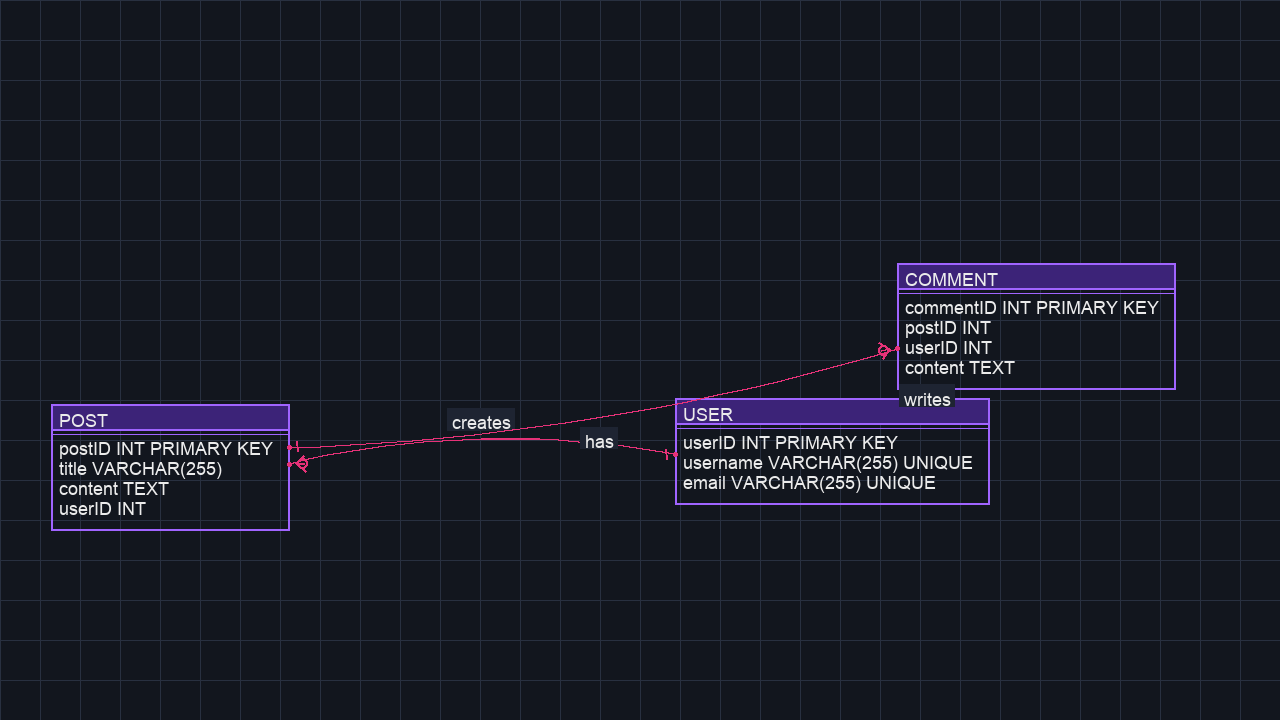 COMMENT
commentID INT PRIMARY KEY
postID INT
userID INT
content TEXT
writes
USER
userID INT PRIMARY KEY
username VARCHAR(255) UNIQUE
email VARCHAR(255) UNIQUE
creates
has
POST
postID INT PRIMARY KEY
title VARCHAR(255)
content TEXT
userID INT